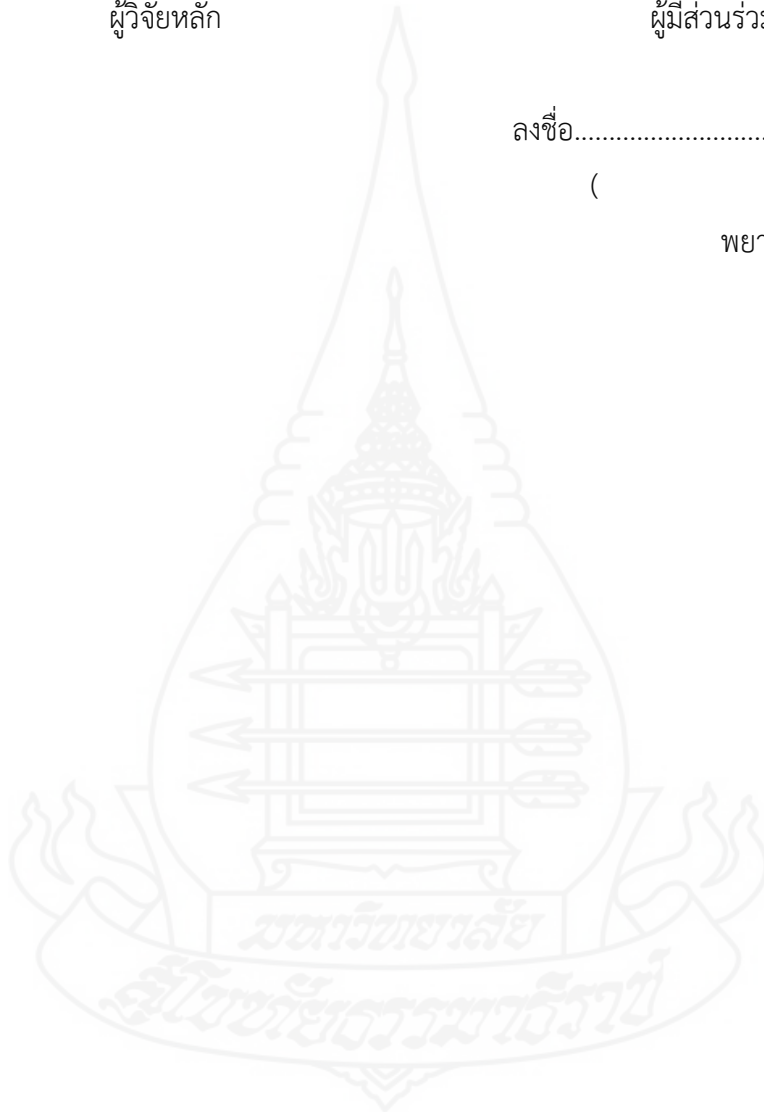 ผู้วิจัยหลัก ผู้มีส่วนร่วม
ลงชื่อ............................
(
พยา
มหาวิทยาลัย
สุโขทัยธรรมาธิราช